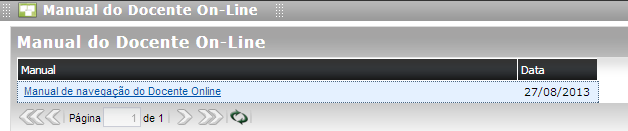 Manual do Docente On-Line
Manual do Docente On-Line
Manual Data
Manual de navegação do Docente Online 27/08/2013
Página 1 de 1